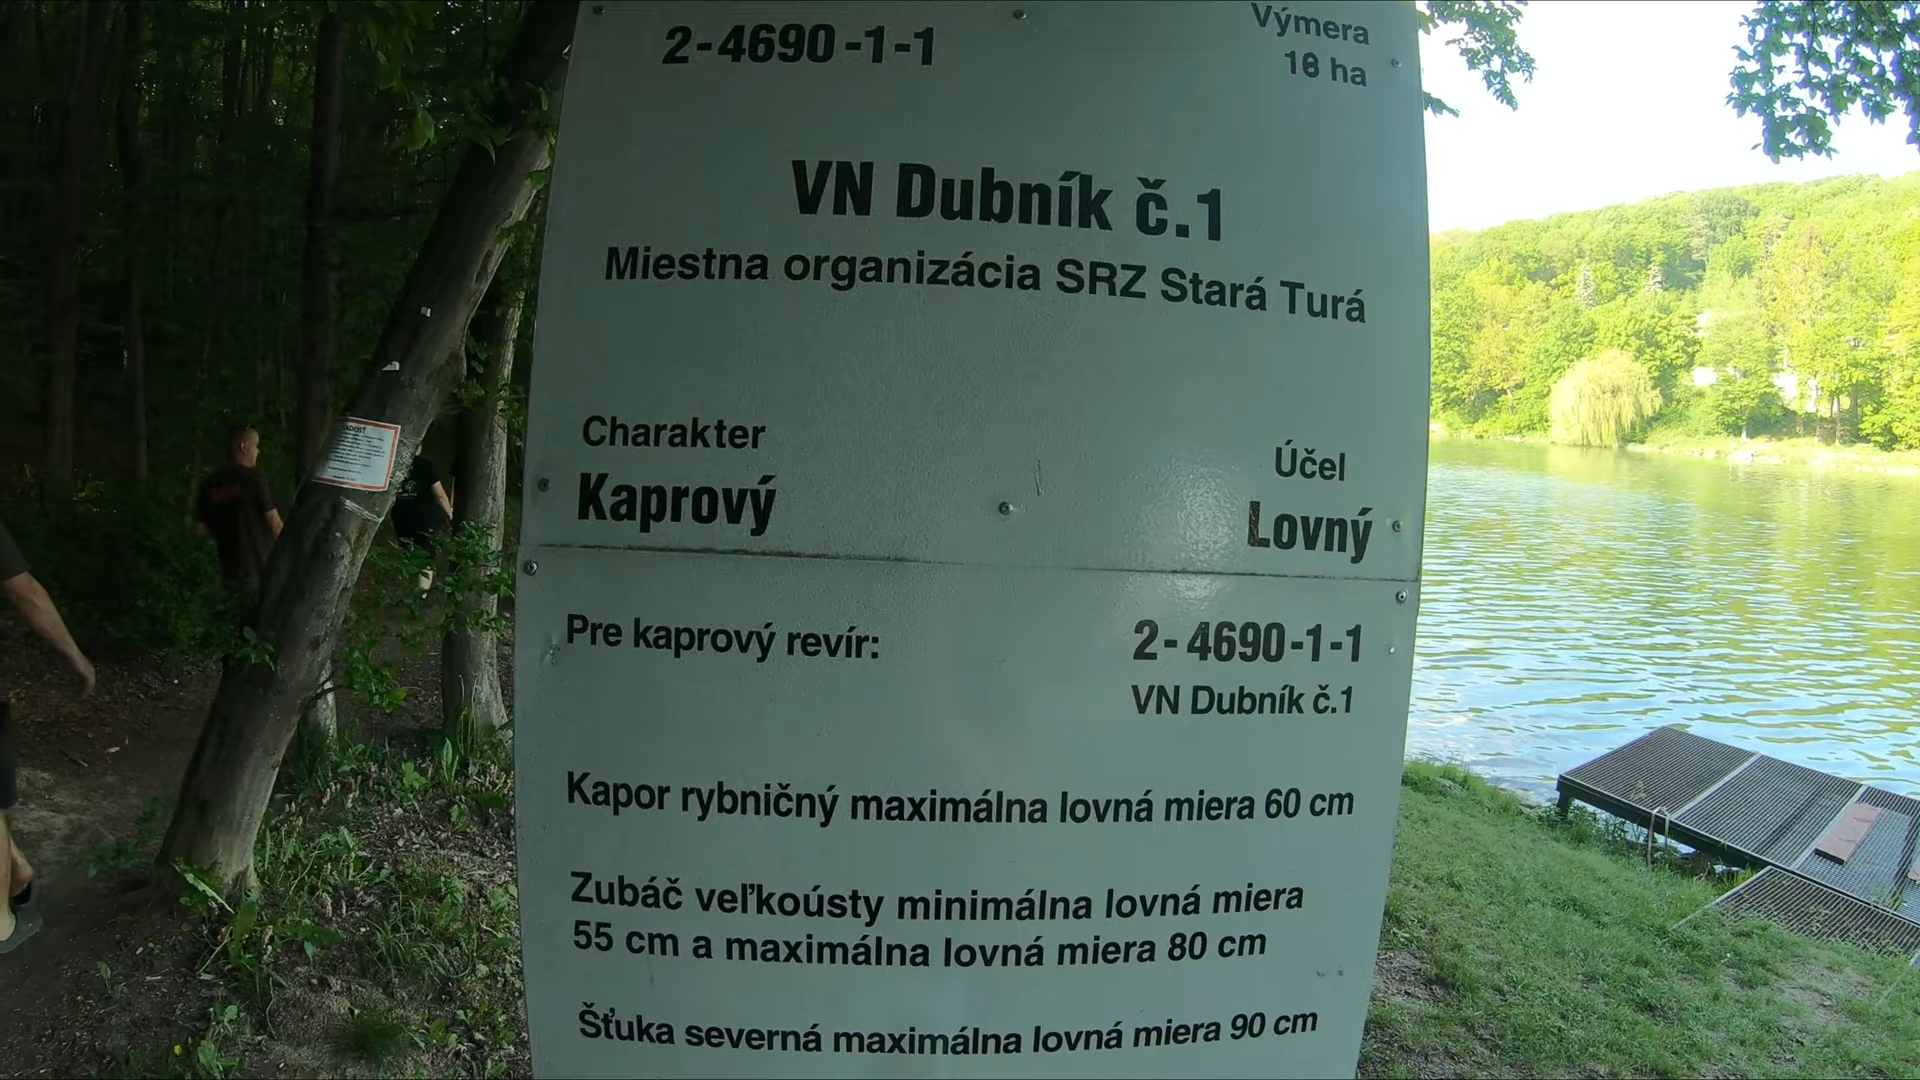 2-4690-1-1
Výmera
ha
VN Dubník č.1
Miestna organizácia SRZ Stará Turá
Charakter
Kaprový
Účel
Lovný
Pre kaprový revír:
2-4690-1-1
VN Dubník č.1
Kapor rybničný maximálna lovná miera 60 cm
Zubáč veľkoústy minimálna lovná miera
55 cm a maximálna lovná miera 80 cm
Šťuka severná maximálna lovná miera 90 cm